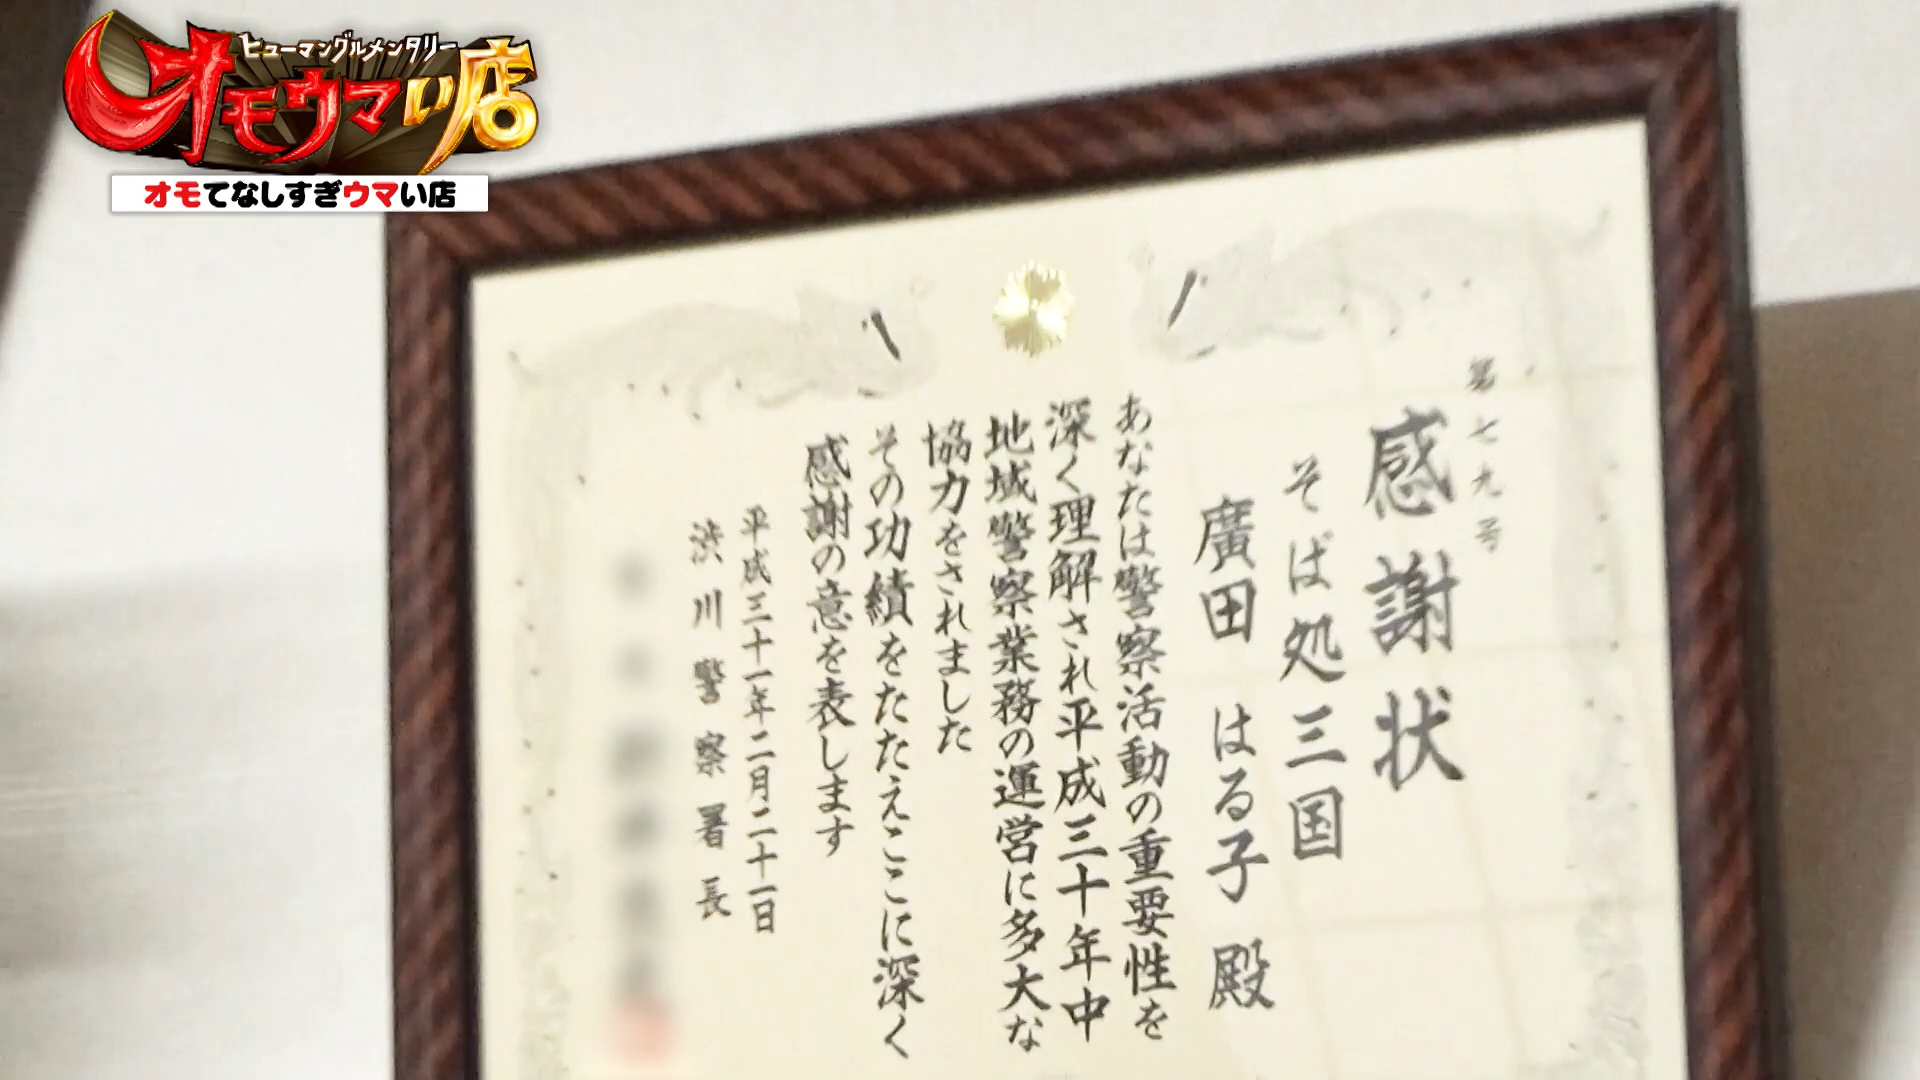 ヒューマングルメンタリー
オモウマい店
オモてなしすぎウマい店
第七九号
感謝状
そば処三国
廣田 はる子 殿
あなたは警察活動の重要性を
深く理解され平成三十年中
地域警察業務の運営に多大な
協力をされました
その功績をたたえここに深く
感謝の意を表します
平成三十一年二月二十一日
渋川警察署長